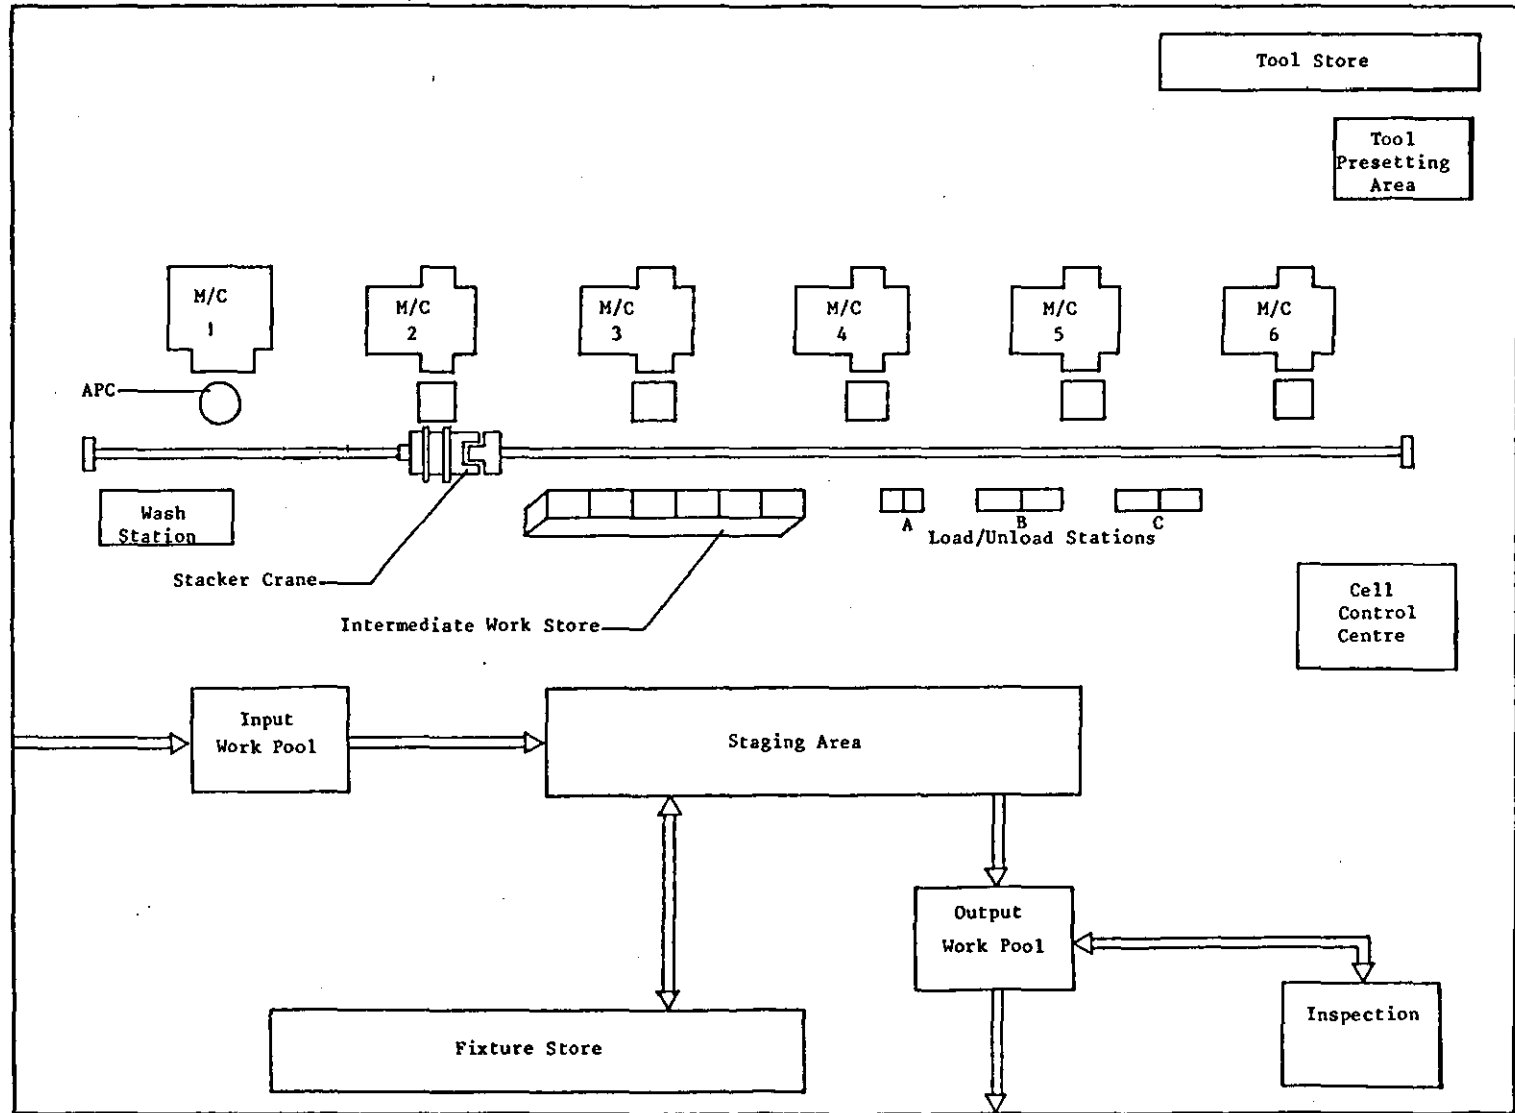 Tool Store
Tool
Presetting
Area
M/C
1
M/C
2
M/C
3
M/C
4
M/C
5
M/C
6
APC
Wash
Station
A
B
C
Load/Unload Stations
Stacker Crane
Intermediate Work Store
Cell
Control
Centre
Input
Work Pool
Staging Area
Output
Work Pool
Inspection
Fixture Store